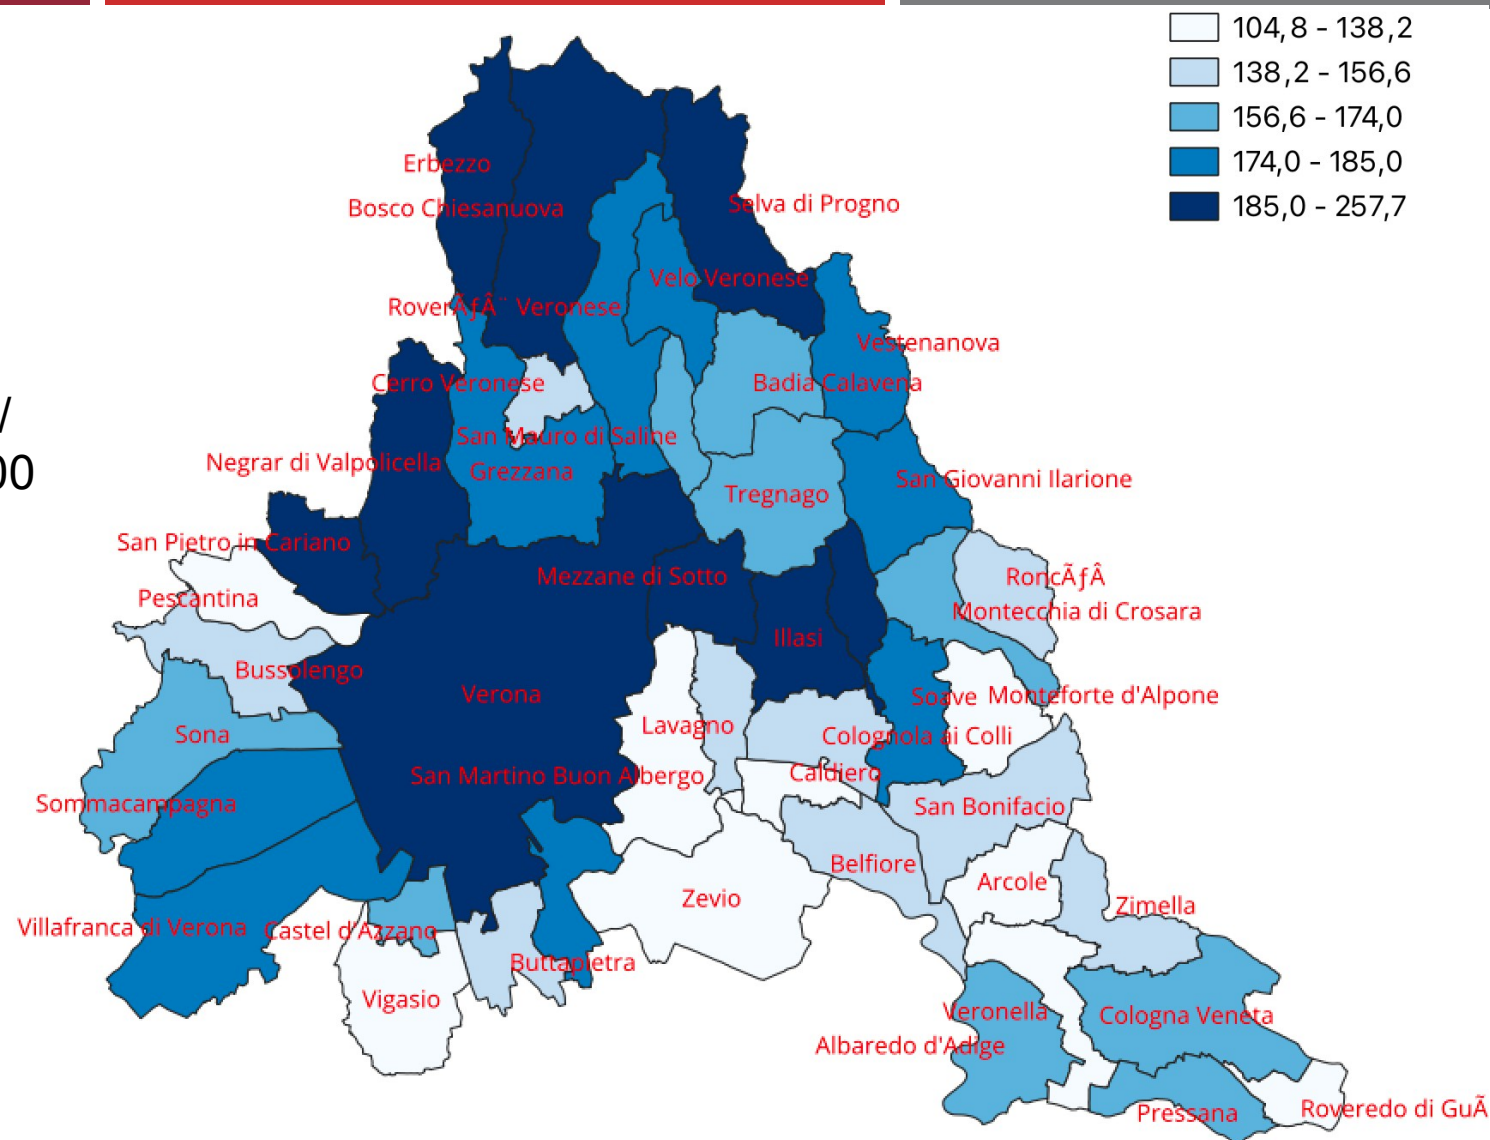 104,8 - 138,2
138,2 - 156,6
156,6 - 174,0
174,0 - 185,0
185,0 - 257,7
Erbezzo
Bosco Chiesanuova
Selva di Progno
Velo Veronese
RoverÃƒÂ¨ Veronese
Vestenanova
Cerro Veronese
Badia Calavena
/
00
San Mauro di Saline
Negrar di Valpolicella
Grezzana
San Giovanni Ilarione
Tregnago
San Pietro in Cariano
Mezzane di Sotto
RoncÃƒÂ
Pescantina
Montecchia di Crosara
Illasi
Bussolengo
Verona
Soave
Monteforte d'Alpone
Lavagno
Sona
Colognola ai Colli
San Martino Buon Albergo
Caldiero
Sommacampagna
San Bonifacio
Belfiore
Arcole
Zevio
Zimella
Villafranca di Verona
Castel d'Azzano
Buttapietra
Vigasio
Veronella
Cologna Veneta
Albaredo d'Adige
Pressana
Roveredo di GuÃ